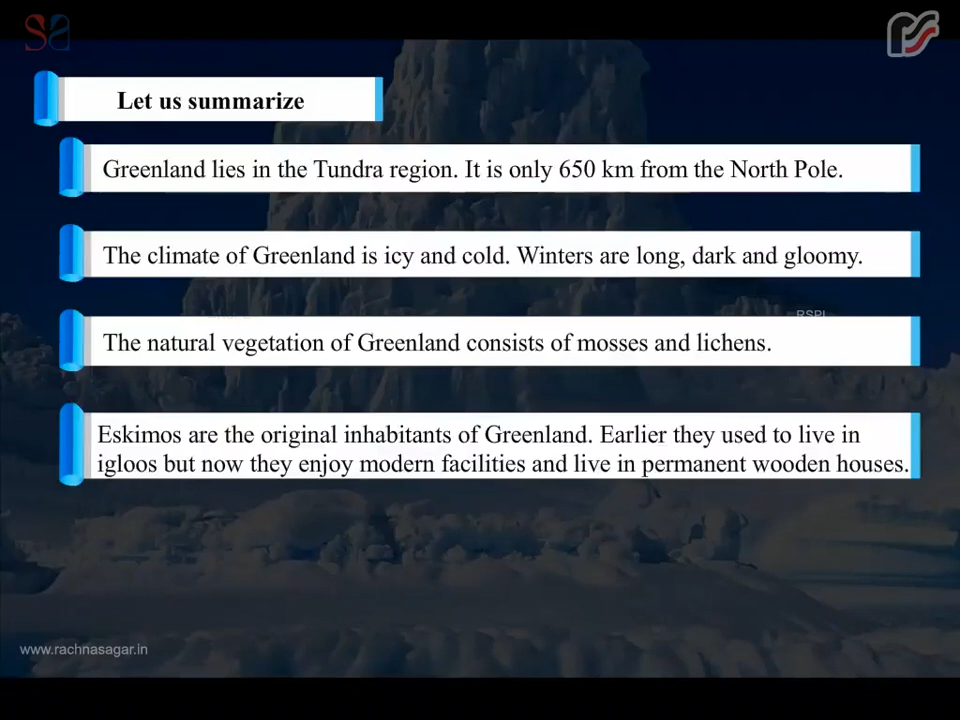 Let us summarize
Greenland lies in the Tundra region. It is only 650 km from the North Pole.
The climate of Greenland is icy and cold. Winters are long, dark and gloomy.
RSPL
The natural vegetation of Greenland consists of mosses and lichens.
Eskimos are the original inhabitants of Greenland. Earlier they used to live in
igloos but now they enjoy modern facilities and live in permanent wooden houses.
www.rachnasagar.in